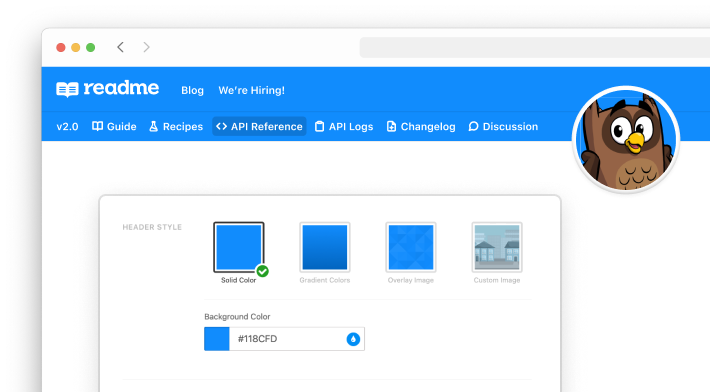 readme Blog We're Hiring!
v2.0 Guide Recipes <> API Reference API Logs Changelog Discussion
HEADER STYLE
Solid Color Gradient Colors Overlay Image Custom Image
Background Color
#118CFD